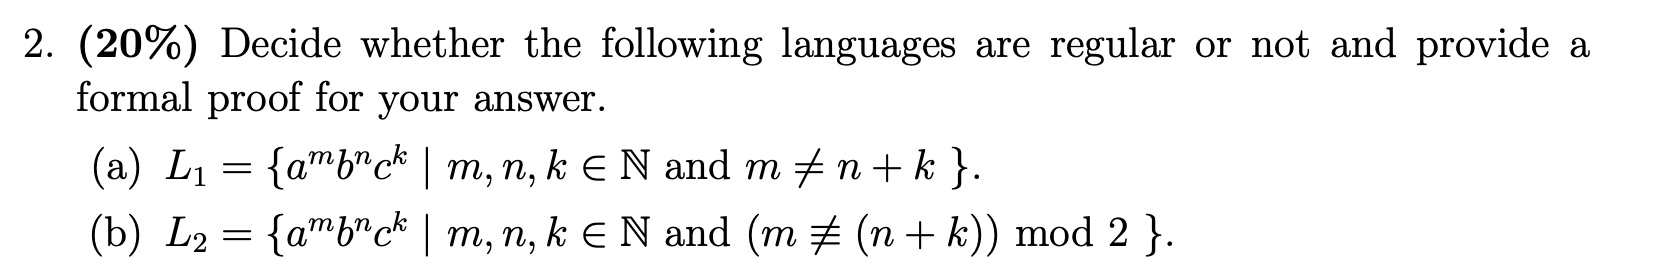 2. (20%) Decide whether the following languages are regular or not and provide a
formal proof for your answer.
(a) L₁ = {aᵐbⁿcᵏ | m, n, k ∈ ℕ and m ≠ n + k }.
(b) L₂ = {aᵐbⁿcᵏ | m, n, k ∈ ℕ and (m ≢ (n + k)) mod 2 }.